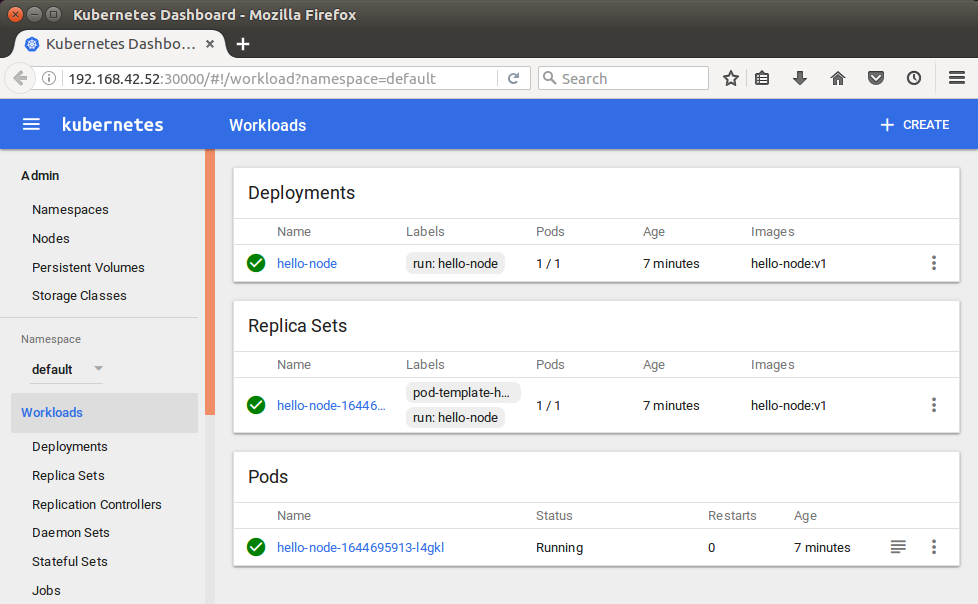 Kubernetes Dashboard - Mozilla Firefox
Kubernetes Dashbo...
192.168.42.52:30000/#!/workload?namespace=default
Search
kubernetes
Workloads
CREATE
Admin
Namespaces
Nodes
Persistent Volumes
Storage Classes
Namespace
default
Workloads
Deployments
Replica Sets
Replication Controllers
Daemon Sets
Stateful Sets
Jobs
Deployments
Name Labels Pods Age Images
hello-node run: hello-node 1 / 1 7 minutes hello-node:v1
Replica Sets
Name Labels Pods Age Images
pod-template-h...
hello-node-16446... 1 / 1 7 minutes hello-node:v1
run: hello-node
Pods
Name Status Restarts Age
hello-node-1644695913-l4gkl Running 0 7 minutes